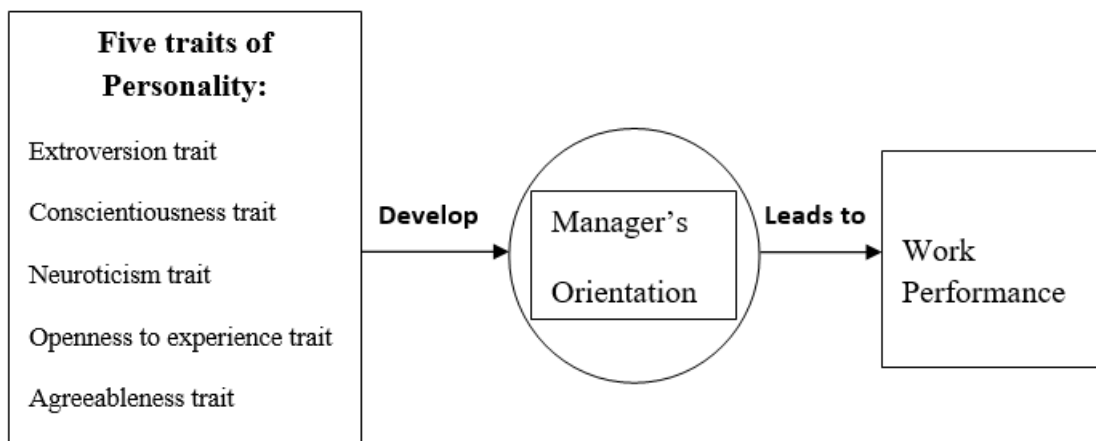 Five traits of
Personality:
Extroversion trait
Conscientiousness trait
Neuroticism trait
Openness to experience trait
Agreeableness trait
Develop
Manager’s
Orientation
Leads to
Work
Performance